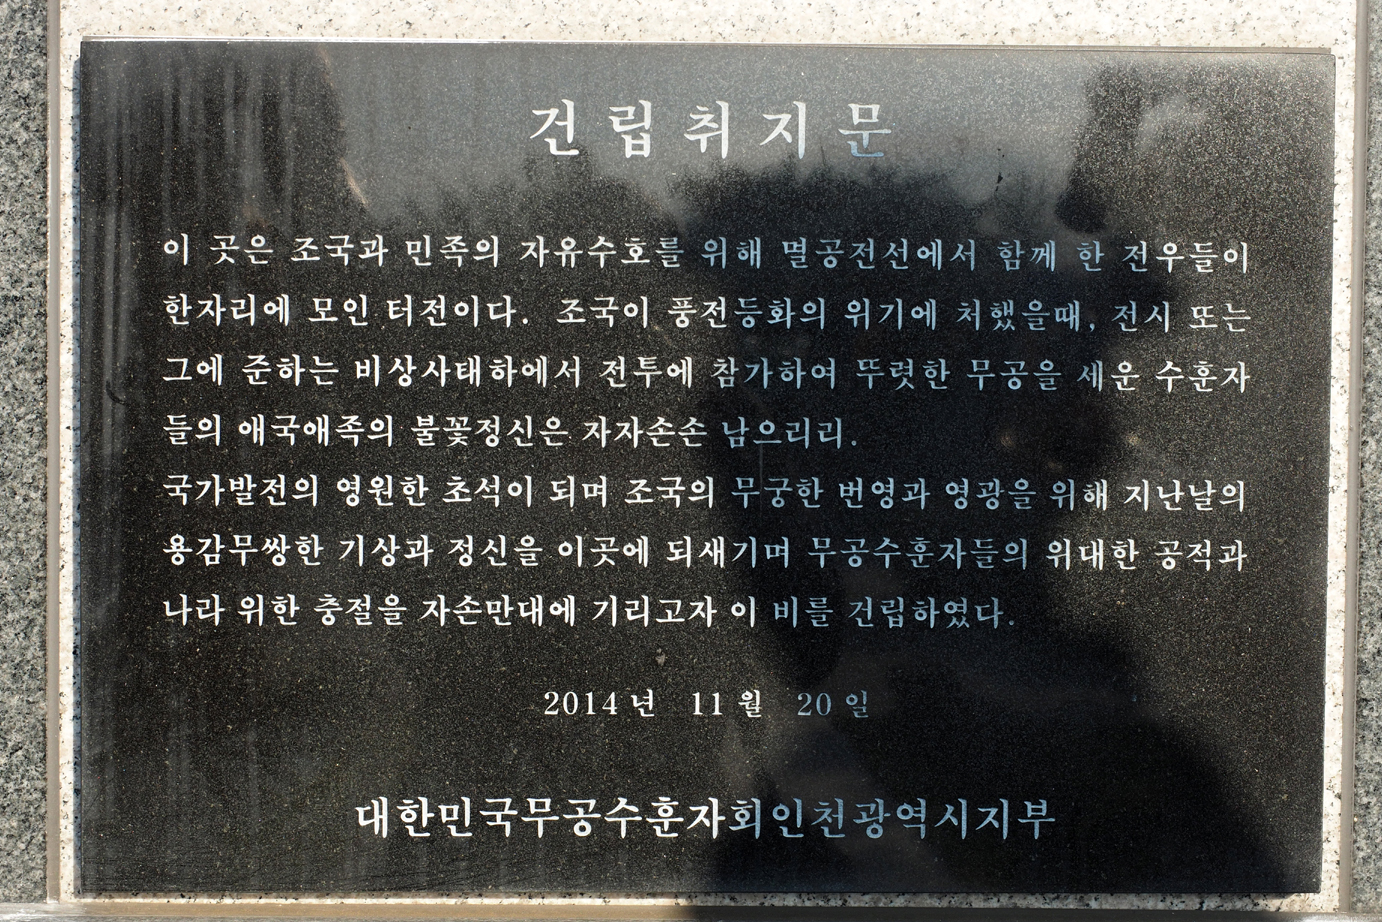 건립취지문
이 곳은 조국과 민족의 자유수호를 위해 멸공전선에서 함께 한 전우들이
한자리에 모인 터전이다. 조국이 풍전등화의 위기에 처했을때, 전시 또는
그에 준하는 비상사태하에서 전투에 참가하여 뚜렷한 무공을 세운 수훈자
들의 애국애족의 불꽃정신은 자자손손 남으리리.
국가발전의 영원한 초석이 되며 조국의 무궁한 번영과 영광을 위해 지난날의
용감무쌍한 기상과 정신을 이곳에 되새기며 무공수훈자들의 위대한 공적과
나라 위한 충절을 자손만대에 기리고자 이 비를 건립하였다.
2014년 11월 20일
대한민국무공수훈자회인천광역시지부